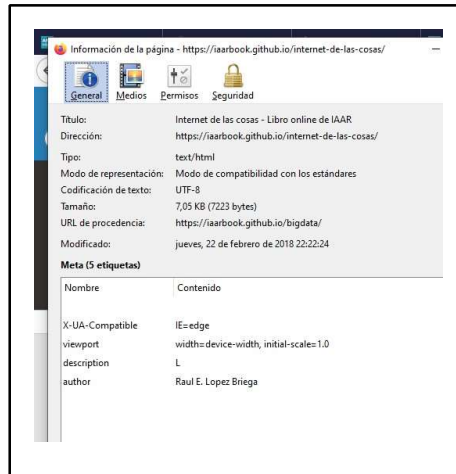 Información de la página - https://iaarbook.github.io/internet-de-las-cosas/
General Medios Permisos Seguridad
Título: Internet de las cosas - Libro online de IAAR
Dirección: https://iaarbook.github.io/internet-de-las-cosas/
Tipo: text/html
Modo de representación: Modo de compatibilidad con los estándares
Codificación de texto: UTF-8
Tamaño: 7,05 KB (7223 bytes)
URL de procedencia: https://iaarbook.github.io/bigdata/
Modificado: jueves, 22 de febrero de 2018 22:22:24
Meta (5 etiquetas)
Nombre Contenido
X-UA-Compatible IE=edge
viewport width=device-width, initial-scale=1.0
description L
author Raul E. Lopez Briega